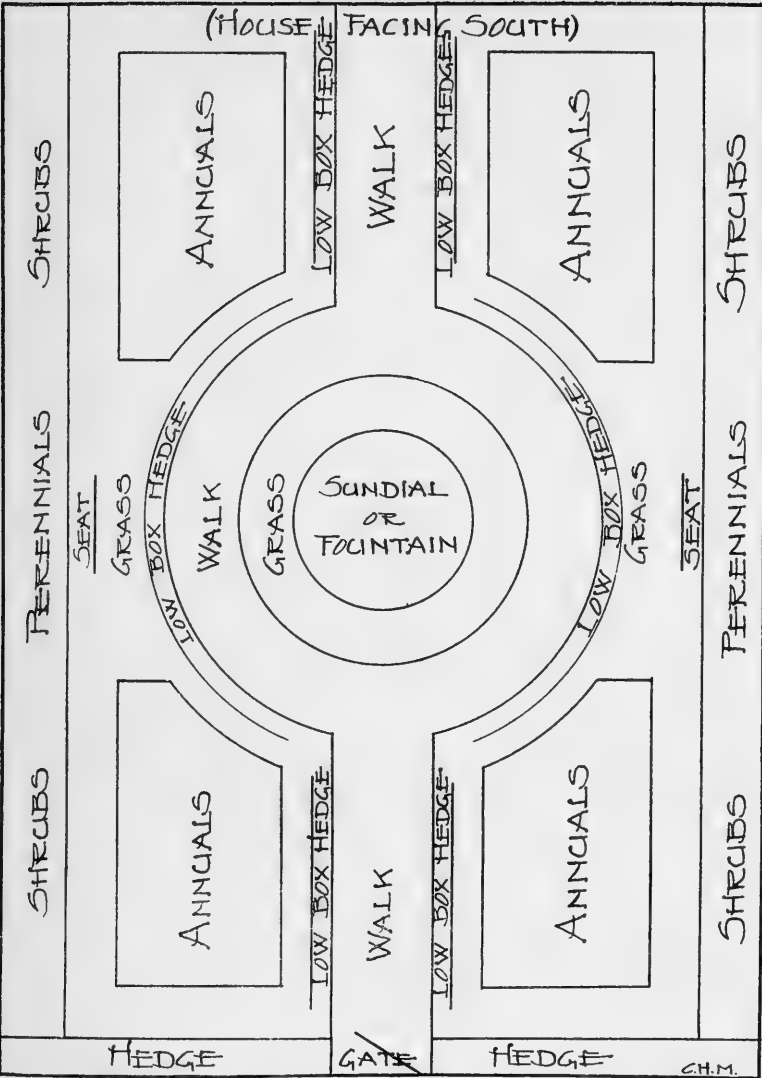 (HOUSE FACING SOUTH)
LOW BOX HEDGE
LOW BOX HEDGE
ANNUALS
WALK
ANNUALS
SHRUBS
SHRUBS
LOW BOX HEDGE
LOW BOX HEDGE
PERENNIALS
SEAT
GRASS
WALK
GRASS
SUNDIAL
OR
FOUNTAIN
GRASS
SEAT
PERENNIALS
SHRUBS
ANNUALS
LOW BOX HEDGE
WALK
LOW BOX HEDGE
ANNUALS
SHRUBS
HEDGE
GATE
HEDGE
C.H.M.